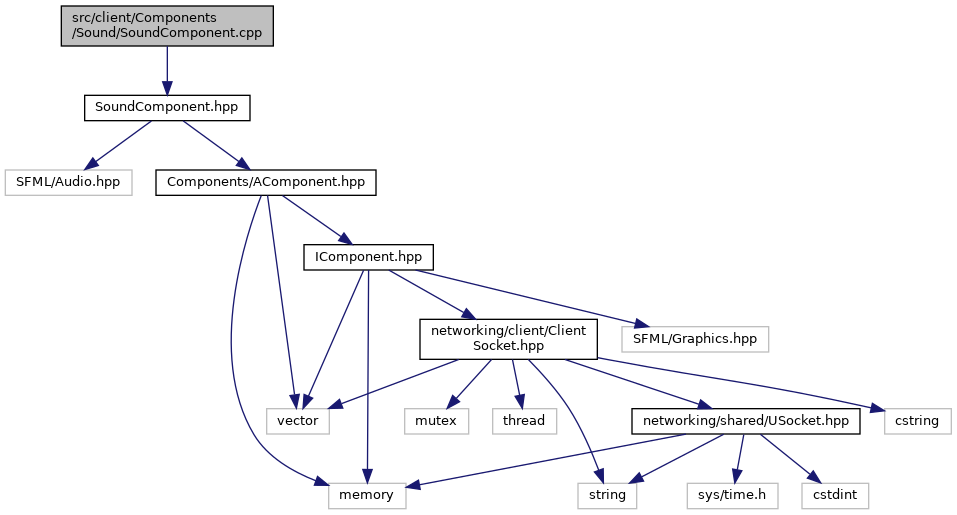 src/client/Components
/Sound/SoundComponent.cpp
SoundComponent.hpp
SFML/Audio.hpp
Components/AComponent.hpp
IComponent.hpp
networking/client/Client
Socket.hpp
SFML/Graphics.hpp
vector
mutex
thread
networking/shared/USocket.hpp
cstring
memory
string
sys/time.h
cstdint